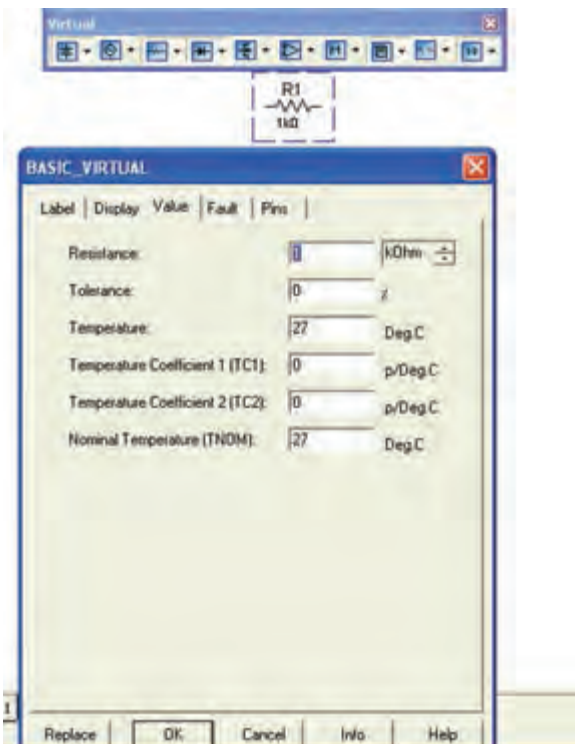 Virtual
R1
1kΩ
BASIC_VIRTUAL
Label Display Value Fault Pins
Resistance: 1 kOhm
Tolerance: 0 %
Temperature: 27 Deg.C
Temperature Coefficient 1 (TC1): 0 p/Deg.C
Temperature Coefficient 2 (TC2): 0 p/Deg.C
Nominal Temperature (TNOM): 27 Deg.C
1
Replace OK Cancel Info Help